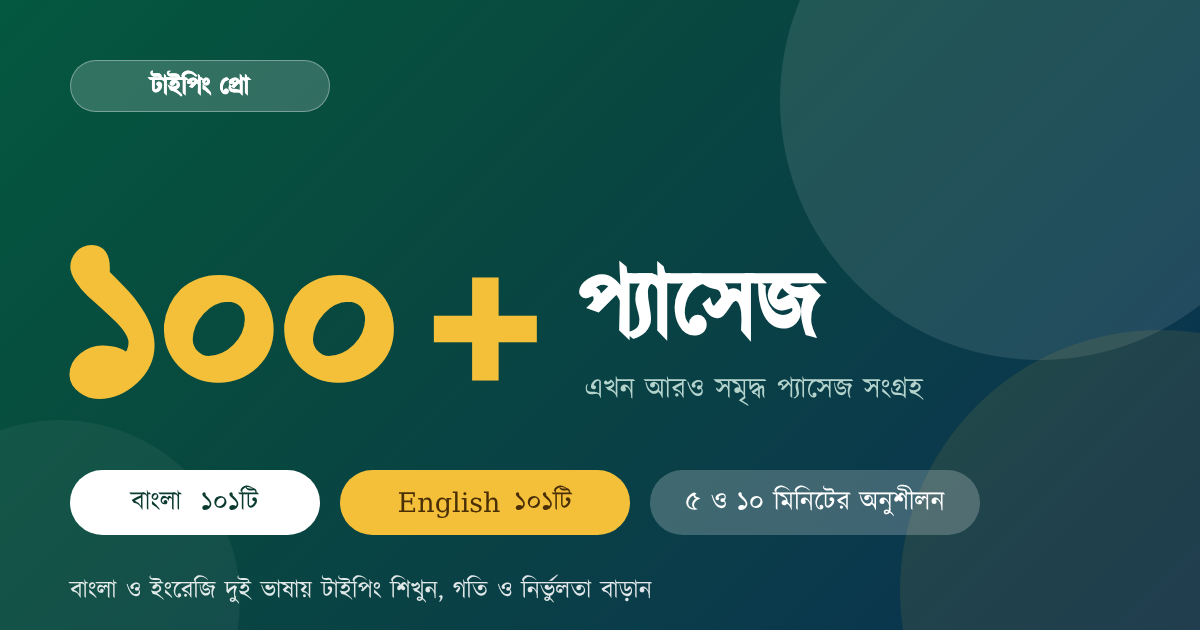 টাইপিং প্রো
১০০+ প্যাসেজ
এখন আরও সমৃদ্ধ প্যাসেজ সংগ্রহ
বাংলা ১০১টি
English ১০১টি
৫ ও ১০ মিনিটের অনুশীলন
বাংলা ও ইংরেজি দুই ভাষায় টাইপিং শিখুন, গতি ও নির্ভুলতা বাড়ান